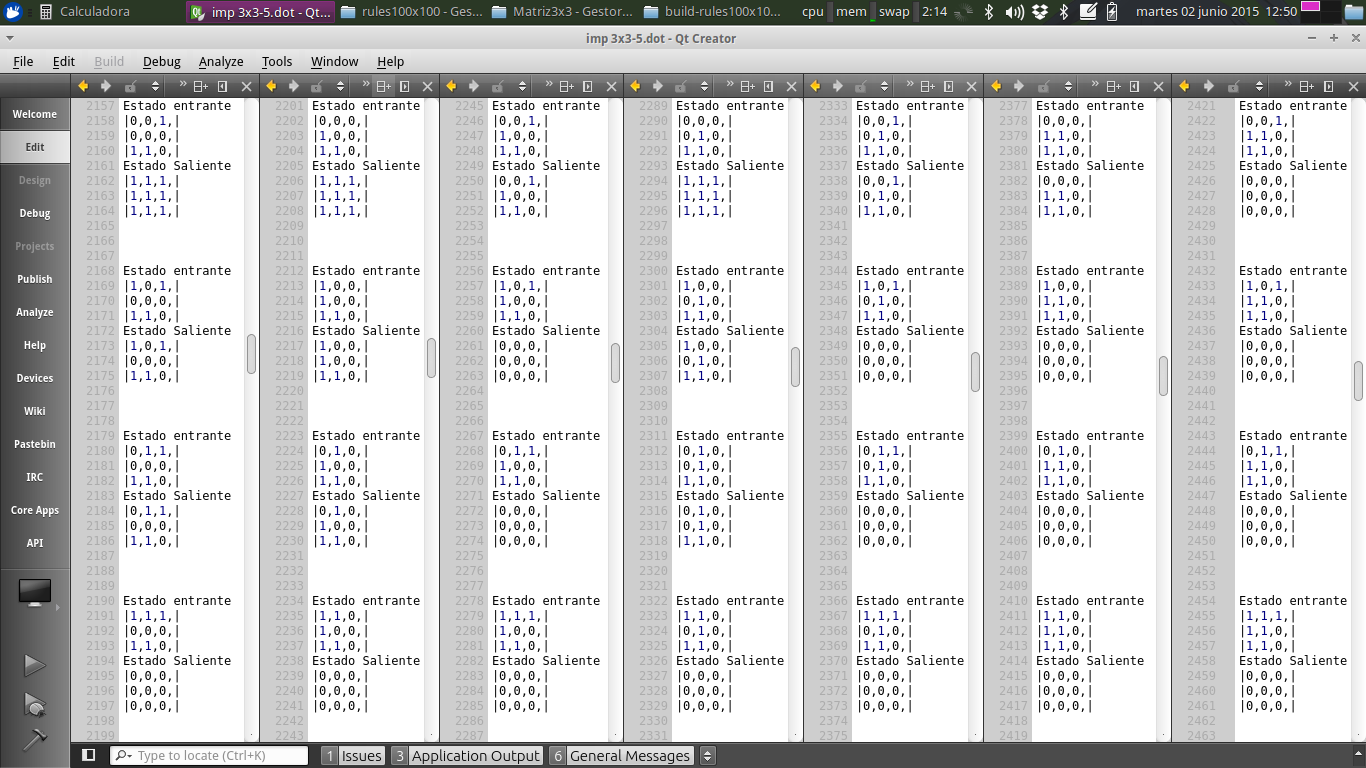 Calculadora
imp 3x3-5.dot - Qt...
rules100x100 - Ges...
Matriz3x3 - Gestor...
build-rules100x10...
cpu mem swap 2:14
martes 02 junio 2015 12:50
imp 3x3-5.dot - Qt Creator
File Edit Build Debug Analyze Tools Window Help
Welcome
Edit
Design
Debug
Projects
Publish
Analyze
Help
Devices
Wiki
Pastebin
IRC
Core Apps
API
2157 Estado entrante
2158 |0,0,1,|
2159 |0,0,0,|
2160 |1,1,0,|
2161 Estado Saliente
2162 |1,1,1,|
2163 |1,1,1,|
2164 |1,1,1,|
2165
2166
2167
2168 Estado entrante
2169 |1,0,1,|
2170 |0,0,0,|
2171 |1,1,0,|
2172 Estado Saliente
2173 |1,0,1,|
2174 |0,0,0,|
2175 |1,1,0,|
2176
2177
2178
2179 Estado entrante
2180 |0,1,1,|
2181 |0,0,0,|
2182 |1,1,0,|
2183 Estado Saliente
2184 |0,1,1,|
2185 |0,0,0,|
2186 |1,1,0,|
2187
2188
2189
2190 Estado entrante
2191 |1,1,1,|
2192 |0,0,0,|
2193 |1,1,0,|
2194 Estado Saliente
2195 |0,0,0,|
2196 |0,0,0,|
2197 |0,0,0,|
2198
2199
2201 Estado entrante
2202 |0,0,0,|
2203 |1,0,0,|
2204 |1,1,0,|
2205 Estado Saliente
2206 |1,1,1,|
2207 |1,1,1,|
2208 |1,1,1,|
2209
2210
2211
2212 Estado entrante
2213 |1,0,0,|
2214 |1,0,0,|
2215 |1,1,0,|
2216 Estado Saliente
2217 |1,0,0,|
2218 |1,0,0,|
2219 |1,1,0,|
2220
2221
2222
2223 Estado entrante
2224 |0,1,0,|
2225 |1,0,0,|
2226 |1,1,0,|
2227 Estado Saliente
2228 |0,1,0,|
2229 |1,0,0,|
2230 |1,1,0,|
2231
2232
2233
2234 Estado entrante
2235 |1,1,0,|
2236 |1,0,0,|
2237 |1,1,0,|
2238 Estado Saliente
2239 |0,0,0,|
2240 |0,0,0,|
2241 |0,0,0,|
2242
2243
2245 Estado entrante
2246 |0,0,1,|
2247 |1,0,0,|
2248 |1,1,0,|
2249 Estado Saliente
2250 |0,0,1,|
2251 |1,0,0,|
2252 |1,1,0,|
2253
2254
2255
2256 Estado entrante
2257 |1,0,1,|
2258 |1,0,0,|
2259 |1,1,0,|
2260 Estado Saliente
2261 |0,0,0,|
2262 |0,0,0,|
2263 |0,0,0,|
2264
2265
2266
2267 Estado entrante
2268 |0,1,1,|
2269 |1,0,0,|
2270 |1,1,0,|
2271 Estado Saliente
2272 |0,0,0,|
2273 |0,0,0,|
2274 |0,0,0,|
2275
2276
2277
2278 Estado entrante
2279 |1,1,1,|
2280 |1,0,0,|
2281 |1,1,0,|
2282 Estado Saliente
2283 |0,0,0,|
2284 |0,0,0,|
2285 |0,0,0,|
2286
2287
2289 Estado entrante
2290 |0,0,0,|
2291 |0,1,0,|
2292 |1,1,0,|
2293 Estado Saliente
2294 |1,1,1,|
2295 |1,1,1,|
2296 |1,1,1,|
2297
2298
2299
2300 Estado entrante
2301 |1,0,0,|
2302 |0,1,0,|
2303 |1,1,0,|
2304 Estado Saliente
2305 |1,0,0,|
2306 |0,1,0,|
2307 |1,1,0,|
2308
2309
2310
2311 Estado entrante
2312 |0,1,0,|
2313 |0,1,0,|
2314 |1,1,0,|
2315 Estado Saliente
2316 |0,1,0,|
2317 |0,1,0,|
2318 |1,1,0,|
2319
2320
2321
2322 Estado entrante
2323 |1,1,0,|
2324 |0,1,0,|
2325 |1,1,0,|
2326 Estado Saliente
2327 |0,0,0,|
2328 |0,0,0,|
2329 |0,0,0,|
2330
2331
2333 Estado entrante
2334 |0,0,1,|
2335 |0,1,0,|
2336 |1,1,0,|
2337 Estado Saliente
2338 |0,0,1,|
2339 |0,1,0,|
2340 |1,1,0,|
2341
2342
2343
2344 Estado entrante
2345 |1,0,1,|
2346 |0,1,0,|
2347 |1,1,0,|
2348 Estado Saliente
2349 |0,0,0,|
2350 |0,0,0,|
2351 |0,0,0,|
2352
2353
2354
2355 Estado entrante
2356 |0,1,1,|
2357 |0,1,0,|
2358 |1,1,0,|
2359 Estado Saliente
2360 |0,0,0,|
2361 |0,0,0,|
2362 |0,0,0,|
2363
2364
2365
2366 Estado entrante
2367 |1,1,1,|
2368 |0,1,0,|
2369 |1,1,0,|
2370 Estado Saliente
2371 |0,0,0,|
2372 |0,0,0,|
2373 |0,0,0,|
2374
2375
2377 Estado entrante
2378 |0,0,0,|
2379 |1,1,0,|
2380 |1,1,0,|
2381 Estado Saliente
2382 |0,0,0,|
2383 |1,1,0,|
2384 |1,1,0,|
2385
2386
2387
2388 Estado entrante
2389 |1,0,0,|
2390 |1,1,0,|
2391 |1,1,0,|
2392 Estado Saliente
2393 |0,0,0,|
2394 |0,0,0,|
2395 |0,0,0,|
2396
2397
2398
2399 Estado entrante
2400 |0,1,0,|
2401 |1,1,0,|
2402 |1,1,0,|
2403 Estado Saliente
2404 |0,0,0,|
2405 |0,0,0,|
2406 |0,0,0,|
2407
2408
2409
2410 Estado entrante
2411 |1,1,0,|
2412 |1,1,0,|
2413 |1,1,0,|
2414 Estado Saliente
2415 |0,0,0,|
2416 |0,0,0,|
2417 |0,0,0,|
2418
2419
2421 Estado entrante
2422 |0,0,1,|
2423 |1,1,0,|
2424 |1,1,0,|
2425 Estado Saliente
2426 |0,0,0,|
2427 |0,0,0,|
2428 |0,0,0,|
2429
2430
2431
2432 Estado entrante
2433 |1,0,1,|
2434 |1,1,0,|
2435 |1,1,0,|
2436 Estado Saliente
2437 |0,0,0,|
2438 |0,0,0,|
2439 |0,0,0,|
2440
2441
2442
2443 Estado entrante
2444 |0,1,1,|
2445 |1,1,0,|
2446 |1,1,0,|
2447 Estado Saliente
2448 |0,0,0,|
2449 |0,0,0,|
2450 |0,0,0,|
2451
2452
2453
2454 Estado entrante
2455 |1,1,1,|
2456 |1,1,0,|
2457 |1,1,0,|
2458 Estado Saliente
2459 |0,0,0,|
2460 |0,0,0,|
2461 |0,0,0,|
2462
2463
Type to locate (Ctrl+K)
1 Issues
3 Application Output
6 General Messages